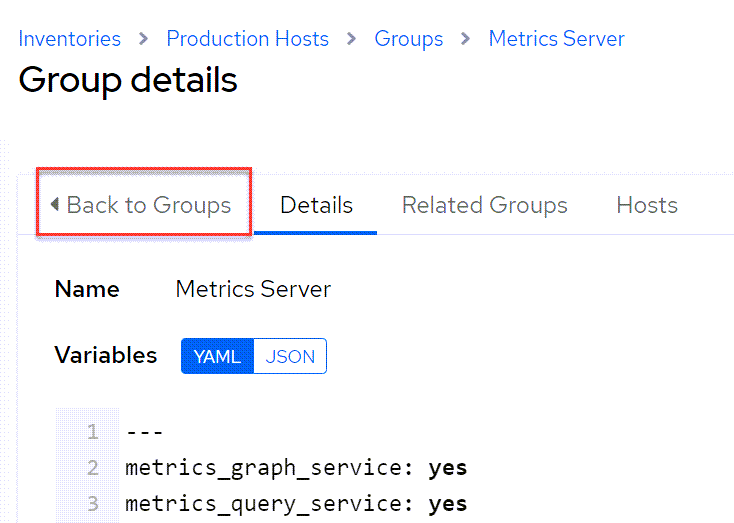 Inventories > Production Hosts > Groups > Metrics Server
Group details
Back to Groups Details Related Groups Hosts
Name Metrics Server
Variables YAML JSON
1 ---
2 metrics_graph_service: yes
3 metrics_query_service: yes